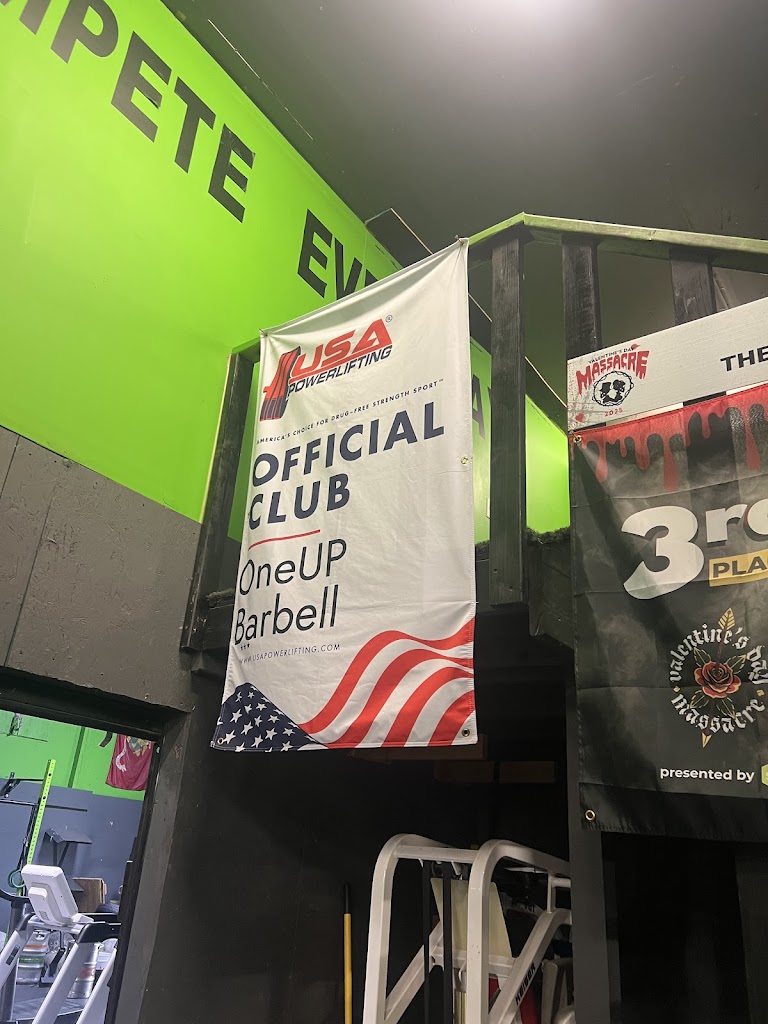 MPETE EV
USA®
POWERLIFTING
AMERICA'S CHOICE FOR DRUG-FREE STRENGTH SPORT™
OFFICIAL
CLUB
OneUP
Barbell
WWW.USAPOWERLIFTING.COM
VALENTINE'S DAY
MASSACRE
2025
THE
3r
PLA
valentine's day
massacre
presented by